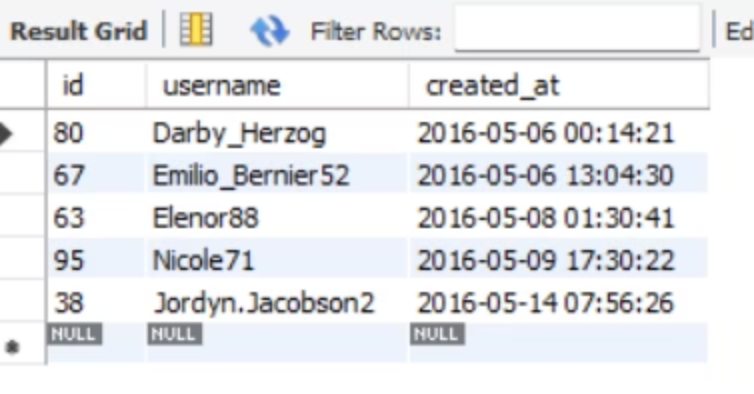 Result Grid Filter Rows: Ed
id username created_at
80 Darby_Herzog 2016-05-06 00:14:21
67 Emilio_Bernier52 2016-05-06 13:04:30
63 Elenor88 2016-05-08 01:30:41
95 Nicole71 2016-05-09 17:30:22
38 Jordyn.Jacobson2 2016-05-14 07:56:26
NULL NULL NULL